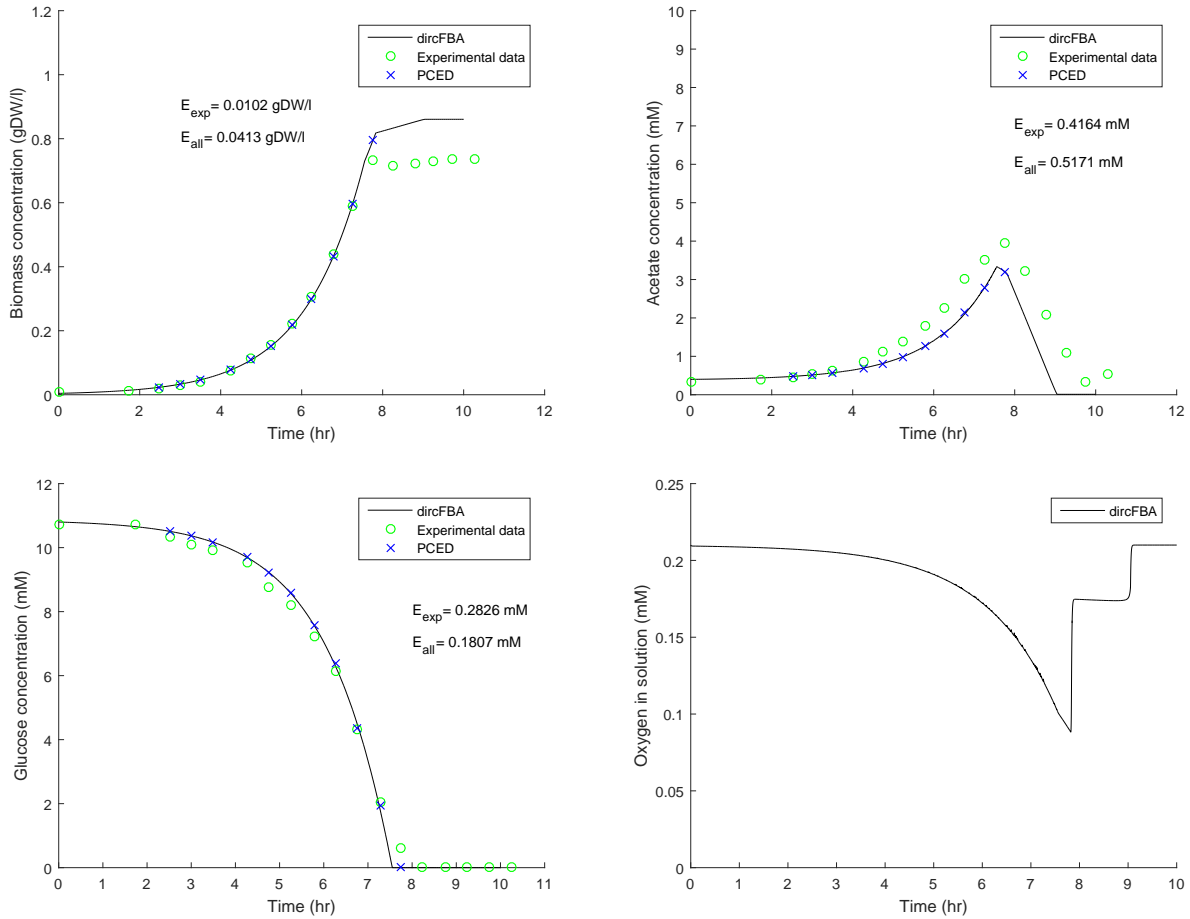 1.2
1
0.8
0.6
0.4
0.2
0
0 2 4 6 8 10 12
Biomass concentration (gDW/l)
Time (hr)
dircFBA
Experimental data
PCED
E_exp = 0.0102 gDW/l
E_all = 0.0413 gDW/l
10
9
8
7
6
5
4
3
2
1
0
0 2 4 6 8 10 12
Acetate concentration (mM)
Time (hr)
dircFBA
Experimental data
PCED
E_exp = 0.4164 mM
E_all = 0.5171 mM
12
10
8
6
4
2
0
0 1 2 3 4 5 6 7 8 9 10 11
Glucose concentration (mM)
Time (hr)
dircFBA
Experimental data
PCED
E_exp = 0.2826 mM
E_all = 0.1807 mM
0.25
0.2
0.15
0.1
0.05
0
0 1 2 3 4 5 6 7 8 9 10
Oxygen in solution (mM)
Time (hr)
dircFBA